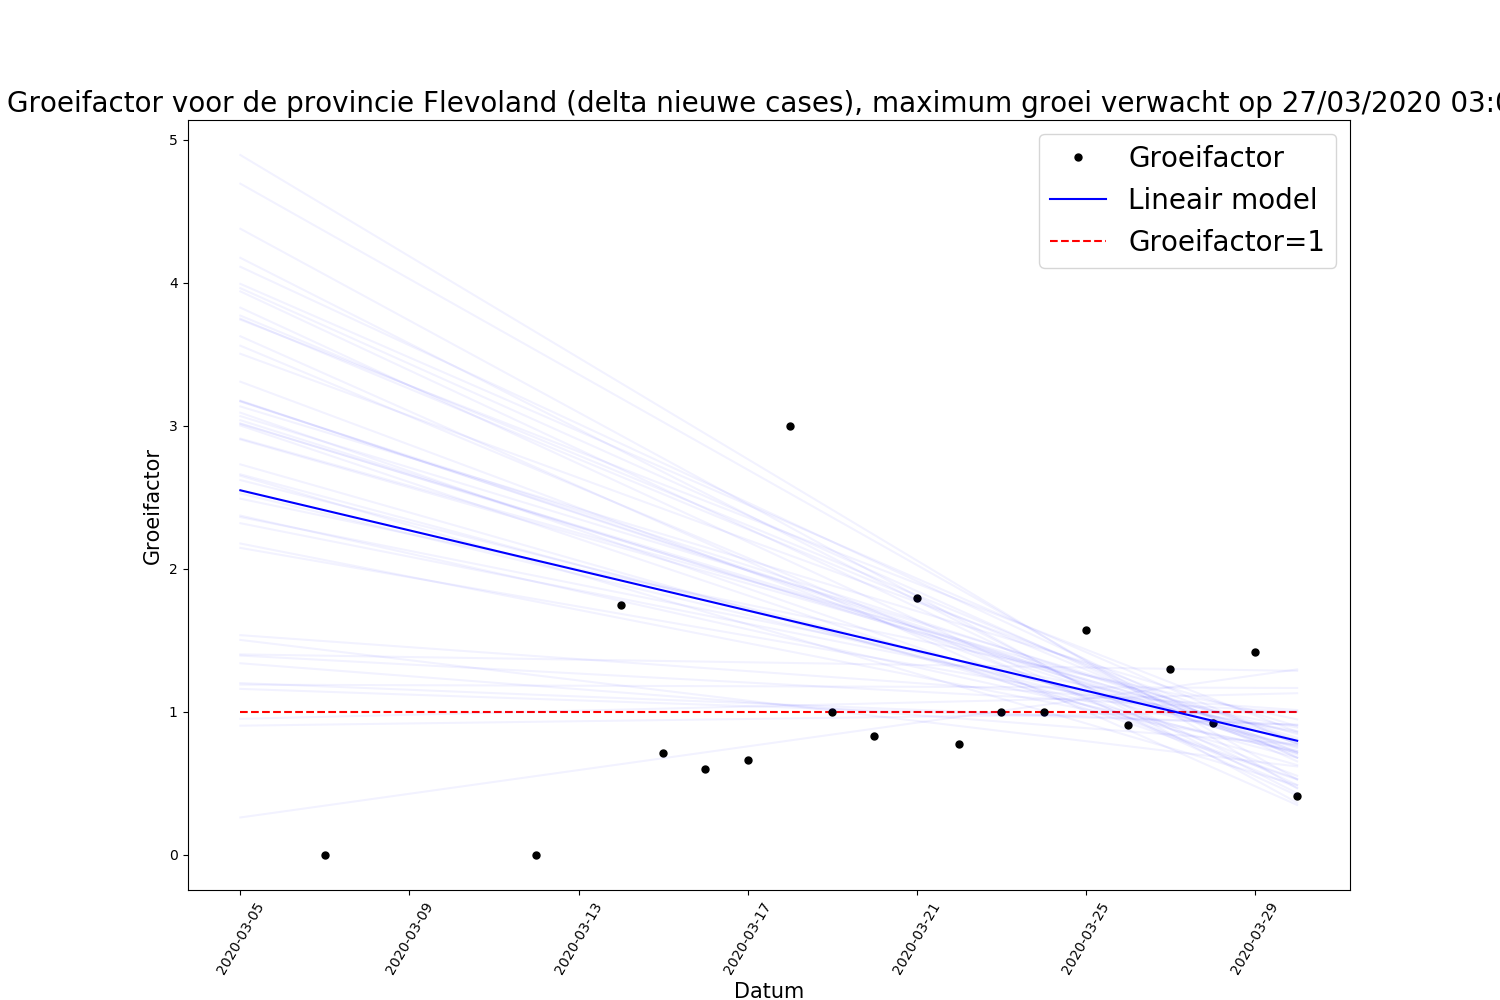 Groeifactor voor de provincie Flevoland (delta nieuwe cases), maximum groei verwacht op 27/03/2020 03:
Groeifactor
Lineair model
Groeifactor=1
Groeifactor
5
4
3
2
1
0
2020-03-05
2020-03-09
2020-03-13
2020-03-17
2020-03-21
2020-03-25
2020-03-29
Datum